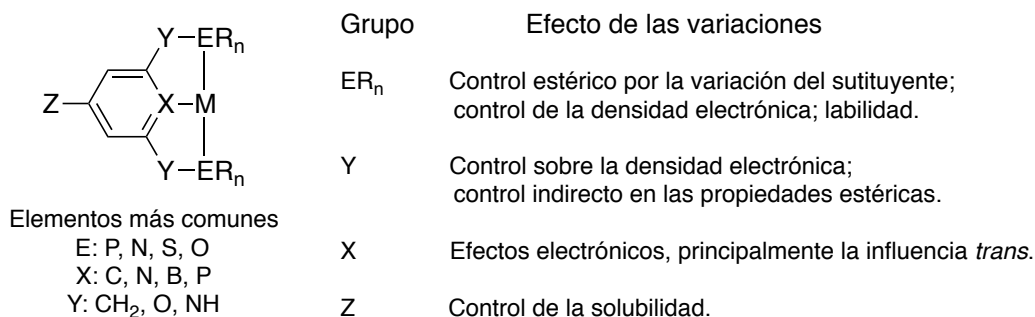 Y–ERₙ
Z
X–M
Y–ERₙ
Elementos más comunes
E: P, N, S, O
X: C, N, B, P
Y: CH₂, O, NH
Grupo Efecto de las variaciones
ERₙ Control estérico por la variación del sutituyente;
control de la densidad electrónica; labilidad.
Y Control sobre la densidad electrónica;
control indirecto en las propiedades estéricas.
X Efectos electrónicos, principalmente la influencia trans.
Z Control de la solubilidad.